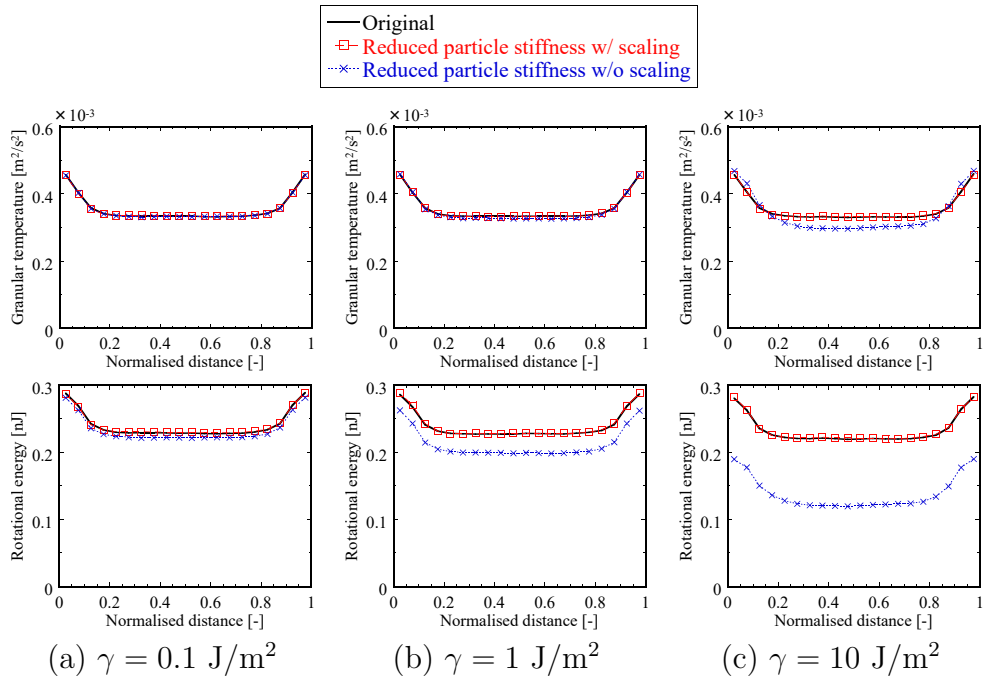 Original
Reduced particle stiffness w/ scaling
Reduced particle stiffness w/o scaling
× 10-3
× 10-3
× 10-3
Granular temperature [m²/s²]
0.6
0.4
0.2
0
0 0.2 0.4 0.6 0.8 1
Normalised distance [-]
Granular temperature [m²/s²]
0.6
0.4
0.2
0
0 0.2 0.4 0.6 0.8 1
Normalised distance [-]
Granular temperature [m²/s²]
0.6
0.4
0.2
0
0 0.2 0.4 0.6 0.8 1
Normalised distance [-]
Rotational energy [nJ]
0.3
0.2
0.1
0
0 0.2 0.4 0.6 0.8 1
Normalised distance [-]
Rotational energy [nJ]
0.3
0.2
0.1
0
0 0.2 0.4 0.6 0.8 1
Normalised distance [-]
Rotational energy [nJ]
0.3
0.2
0.1
0
0 0.2 0.4 0.6 0.8 1
Normalised distance [-]
(a) γ = 0.1 J/m²
(b) γ = 1 J/m²
(c) γ = 10 J/m²